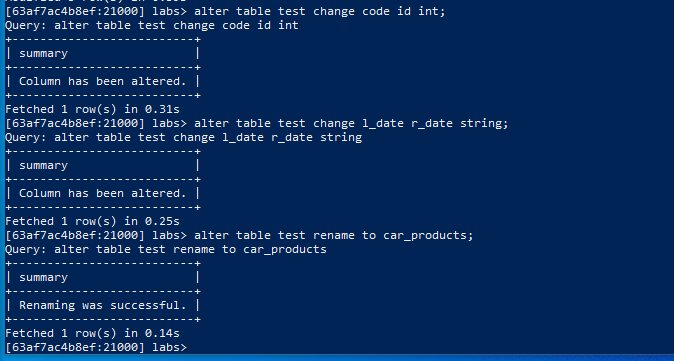 [63af7ac4b8ef:21000] labs> alter table test change code id int;
Query: alter table test change code id int
+---------------------------+
| summary                   |
+---------------------------+
| Column has been altered. |
+---------------------------+
Fetched 1 row(s) in 0.31s
[63af7ac4b8ef:21000] labs> alter table test change l_date r_date string;
Query: alter table test change l_date r_date string
+---------------------------+
| summary                   |
+---------------------------+
| Column has been altered. |
+---------------------------+
Fetched 1 row(s) in 0.25s
[63af7ac4b8ef:21000] labs> alter table test rename to car_products;
Query: alter table test rename to car_products
+---------------------------+
| summary                   |
+---------------------------+
| Renaming was successful. |
+---------------------------+
Fetched 1 row(s) in 0.14s
[63af7ac4b8ef:21000] labs>